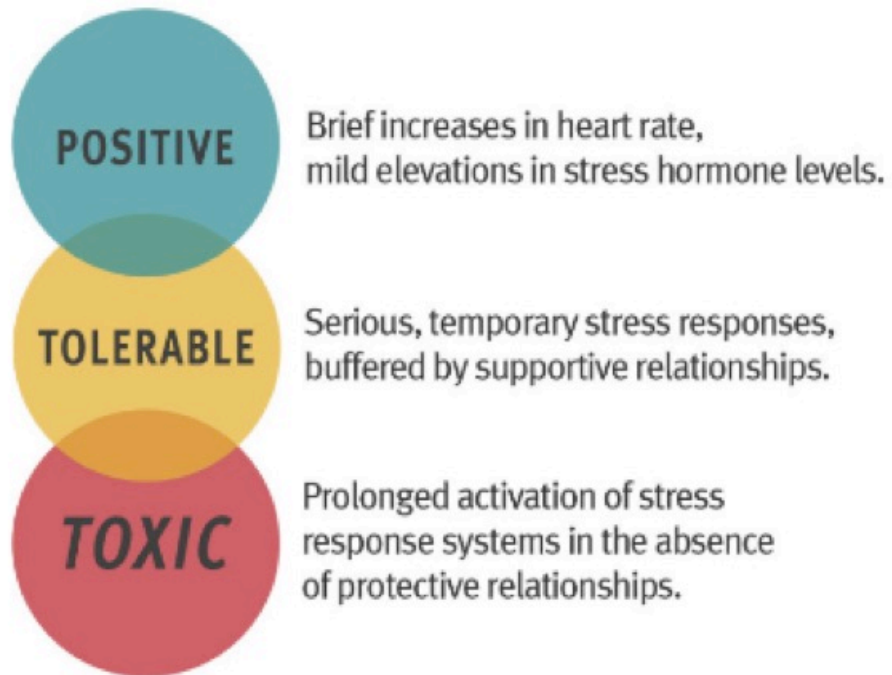 POSITIVE
Brief increases in heart rate,
mild elevations in stress hormone levels.
TOLERABLE
Serious, temporary stress responses,
buffered by supportive relationships.
TOXIC
Prolonged activation of stress
response systems in the absence
of protective relationships.